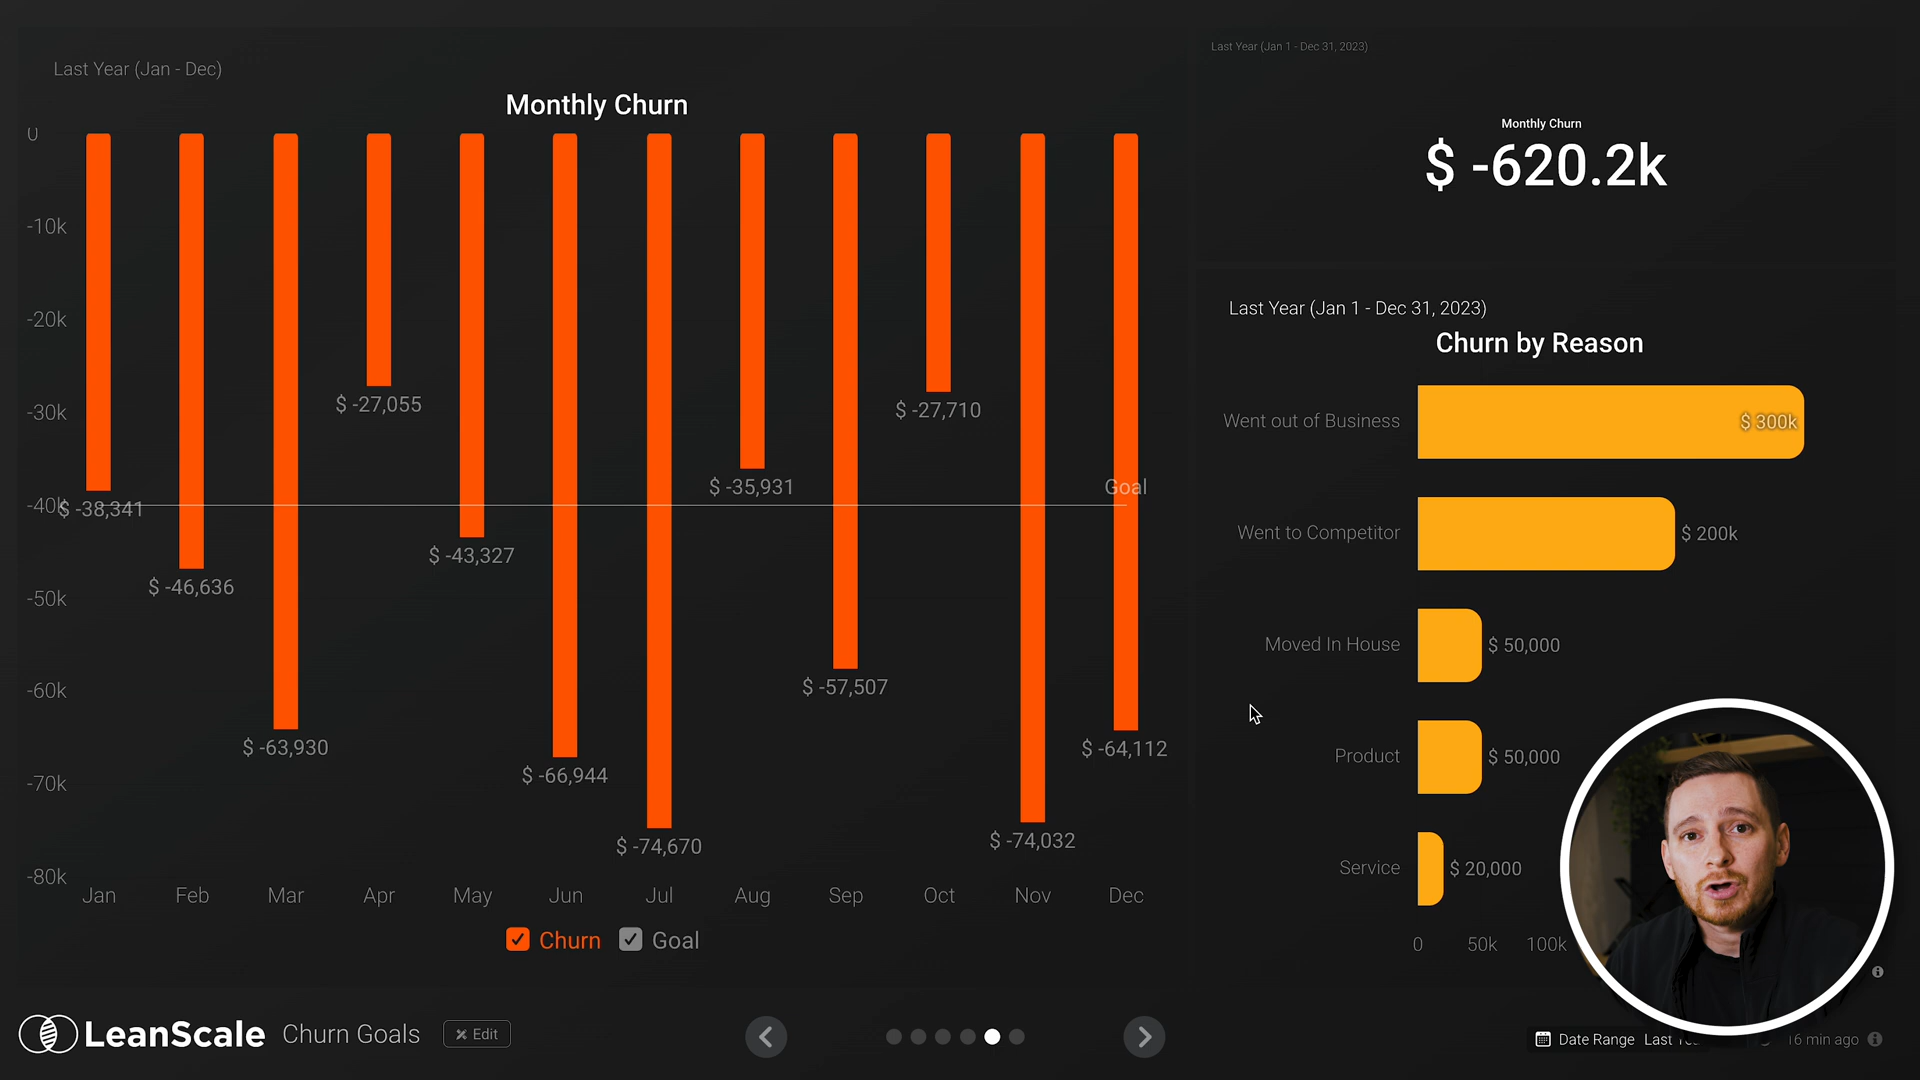 Last Year (Jan - Dec)
Monthly Churn
0
-10k
-20k
-30k
-40k
-50k
-60k
-70k
-80k
$ -38,341
$ -46,636
$ -63,930
$ -27,055
$ -43,327
$ -66,944
$ -74,670
$ -35,931
$ -57,507
$ -27,710
$ -74,032
$ -64,112
Goal
Jan Feb Mar Apr May Jun Jul Aug Sep Oct Nov Dec
Churn Goal
Last Year (Jan 1 - Dec 31, 2023)
Monthly Churn
$ -620.2k
Last Year (Jan 1 - Dec 31, 2023)
Churn by Reason
Went out of Business $ 300k
Went to Competitor $ 200k
Moved In House $ 50,000
Product $ 50,000
Service $ 20,000
0 50k 100k
LeanScale Churn Goals Edit
Date Range Last 16 min ago